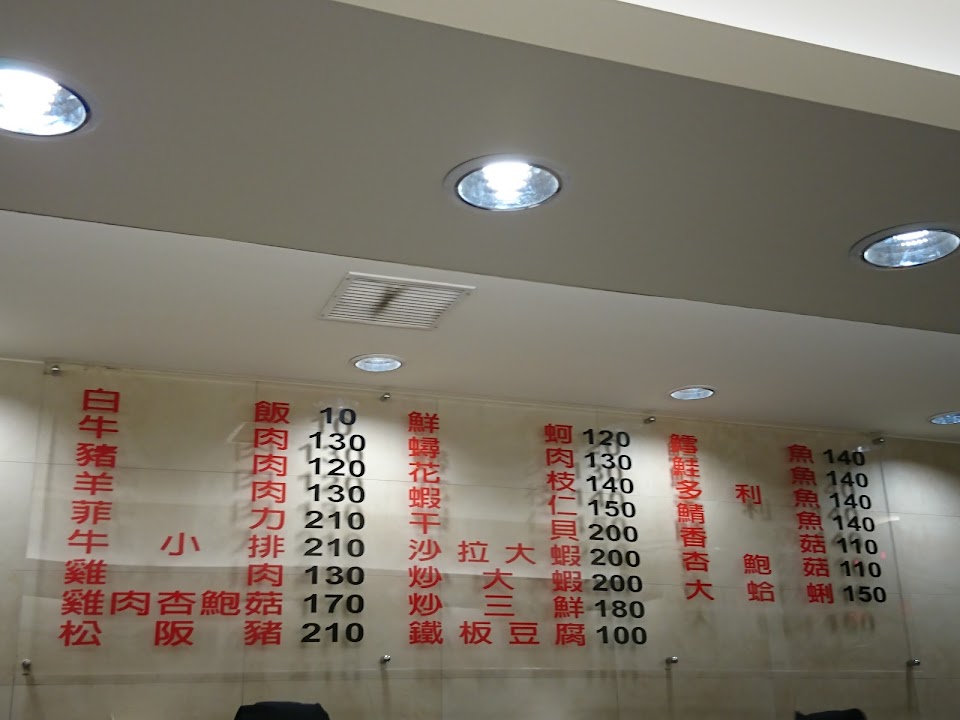 白飯 10
牛肉 130
豬肉 120
羊肉 130
菲力 210
牛小排 210
雞肉 130
雞肉杏鮑菇 170
松阪豬 210
鮮蚵 120
蟳肉 130
花枝 140
蝦仁 150
干貝 200
沙拉大蝦 200
炒大蝦 200
炒三鮮 180
鐵板豆腐 100
鱈魚 140
鮭魚 140
多利魚 140
鯖魚 140
香菇 110
杏鮑菇 110
大蛤蜊 150